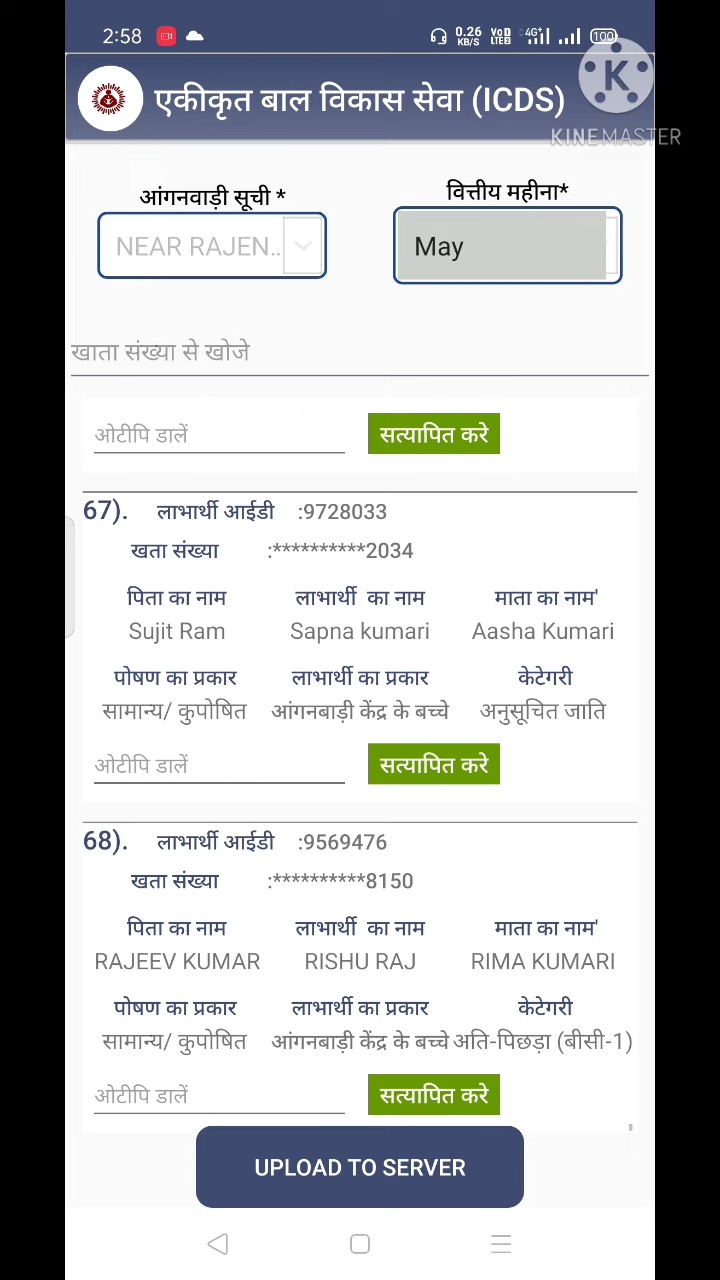 2:58 0.26 KB/S VoD LTE2 4G+ 100
एकीकृत बाल विकास सेवा (ICDS)
K
KINEMASTER
आंगनवाड़ी सूची * वित्तीय महीना*
NEAR RAJEN.. May
खाता संख्या से खोजे
ओटीपि डालें सत्यापित करे
67). लाभार्थी आईडी :9728033
खता संख्या :**********2034
पिता का नाम लाभार्थी का नाम माता का नाम'
Sujit Ram Sapna kumari Aasha Kumari
पोषण का प्रकार लाभार्थी का प्रकार केटेगरी
सामान्य/ कुपोषित आंगनबाड़ी केंद्र के बच्चे अनुसूचित जाति
ओटीपि डालें सत्यापित करे
68). लाभार्थी आईडी :9569476
खता संख्या :**********8150
पिता का नाम लाभार्थी का नाम माता का नाम'
RAJEEV KUMAR RISHU RAJ RIMA KUMARI
पोषण का प्रकार लाभार्थी का प्रकार केटेगरी
सामान्य/ कुपोषित आंगनबाड़ी केंद्र के बच्चे अति-पिछड़ा (बीसी-1)
ओटीपि डालें सत्यापित करे
UPLOAD TO SERVER